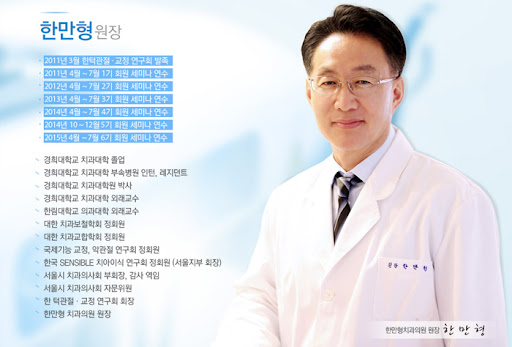 한만형 원장
· 2011년 3월 한턱관절·교정 연구회 발족
· 2011년 4월 ~ 7월 1기 회원 세미나 연수
· 2012년 4월 ~ 7월 2기 회원 세미나 연수
· 2013년 4월 ~ 7월 3기 회원 세미나 연수
· 2014년 4월 ~ 7월 4기 회원 세미나 연수
· 2014년 10 ~ 12월 5기 회원 세미나 연수
· 2015년 4월 ~ 7월 6기 회원 세미나 연수
경희대학교 치과대학 졸업
경희대학교 치과대학 부속병원 인턴, 레지던트
경희대학교 치과대학원 박사
경희대학교 치과대학 외래교수
한림대학교 의과대학 외래교수
대한 치과보철학회 정회원
대한 치과교합학회 정회원
국제기능 교정, 악관절 연구회 정회원
한국 SENSIBLE 치아이식 연구회 정회원 (서울지부 회장)
서울시 치과의사회 부회장, 감사 역임
서울시 치과의사회 자문위원
한 턱관절·교정 연구회 회장
한만형 치과의원 원장
원장 한만형
한만형치과의원 원장 한만형